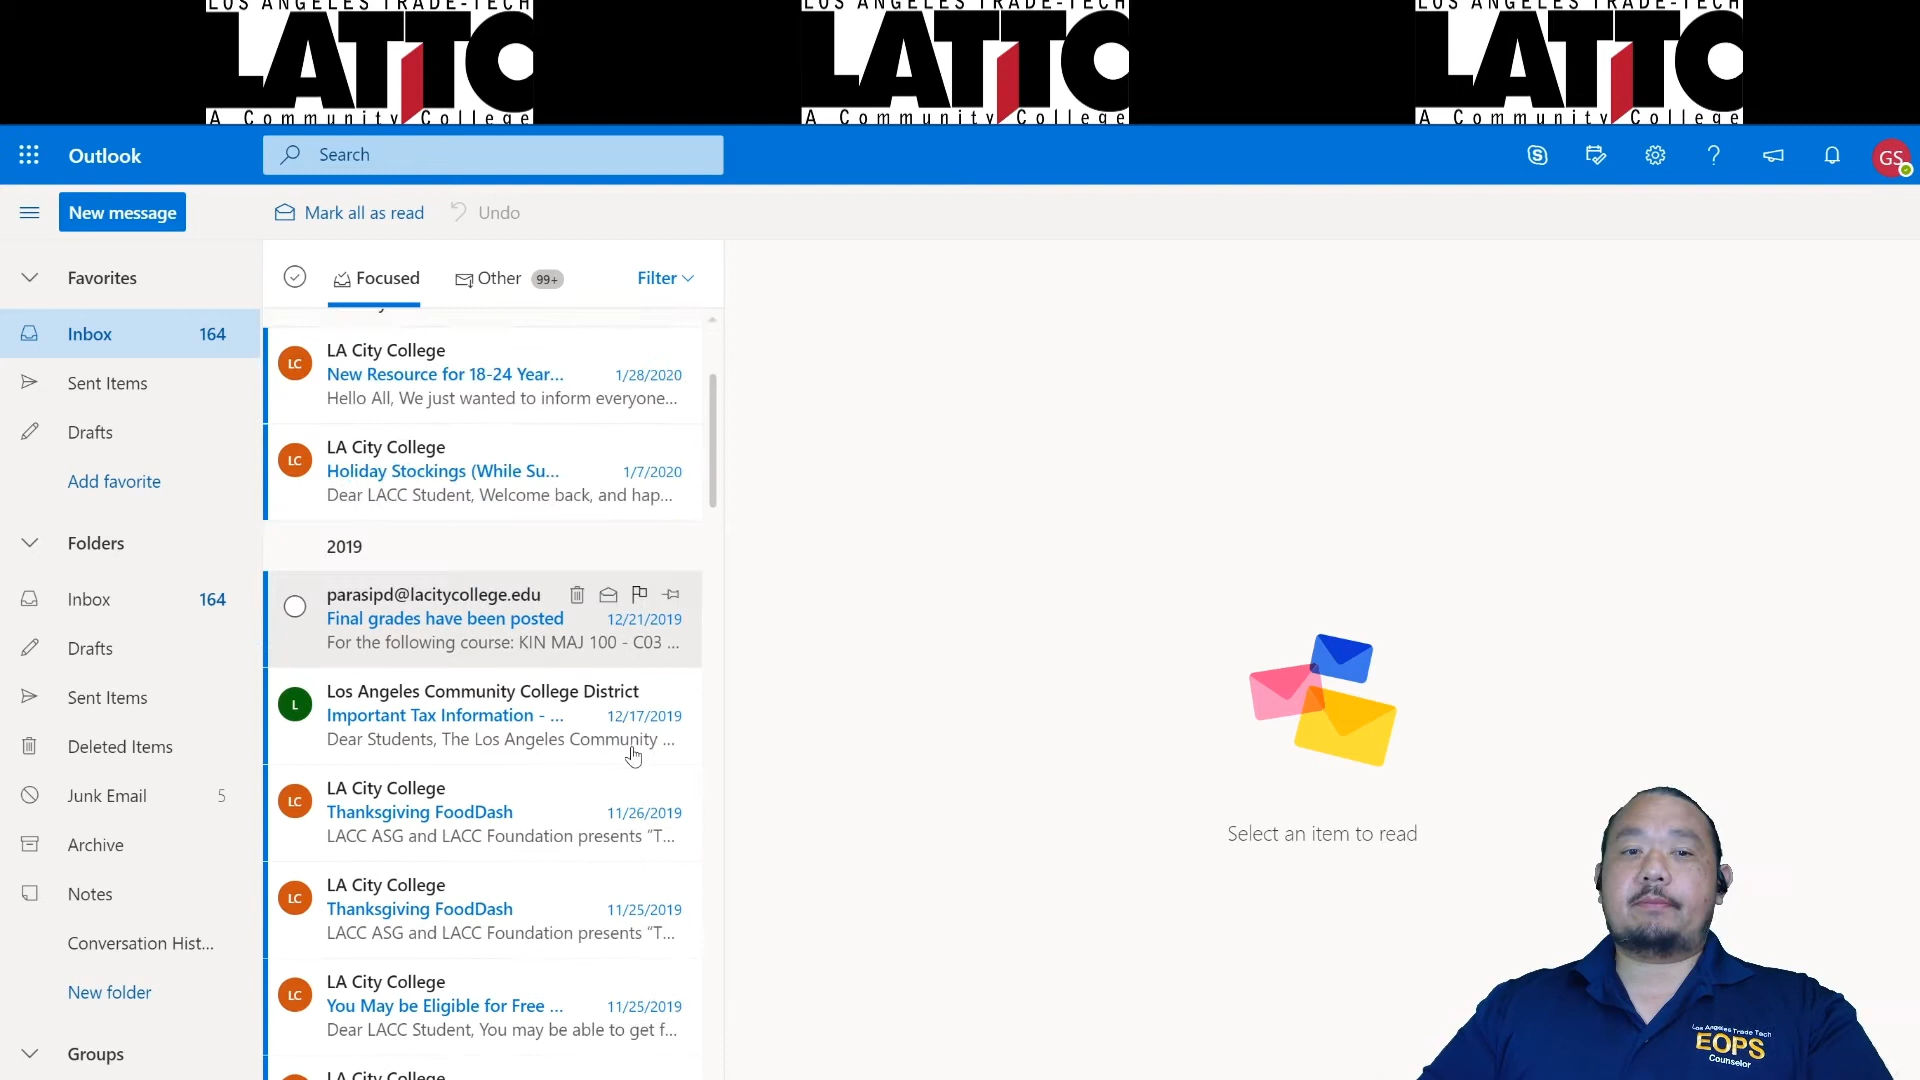 LOS ANGELES TRADE-TECH
LATTC
A Community College
LOS ANGELES TRADE-TECH
LATTC
A Community College
LOS ANGELES TRADE-TECH
LATTC
A Community College
Outlook
Search
GS
New message
Mark all as read
Undo
Favorites
Inbox 164
Sent Items
Drafts
Add favorite
Folders
Inbox 164
Drafts
Sent Items
Deleted Items
Junk Email 5
Archive
Notes
Conversation Hist...
New folder
Groups
Focused
Other 99+
Filter
LC
LA City College
New Resource for 18-24 Year... 1/28/2020
Hello All, We just wanted to inform everyone...
LC
LA City College
Holiday Stockings (While Su... 1/7/2020
Dear LACC Student, Welcome back, and hap...
2019
parasipd@lacitycollege.edu
Final grades have been posted 12/21/2019
For the following course: KIN MAJ 100 - C03 ...
L
Los Angeles Community College District
Important Tax Information - ... 12/17/2019
Dear Students, The Los Angeles Community ...
LC
LA City College
Thanksgiving FoodDash 11/26/2019
LACC ASG and LACC Foundation presents “T...
LC
LA City College
Thanksgiving FoodDash 11/25/2019
LACC ASG and LACC Foundation presents “T...
LC
LA City College
You May be Eligible for Free ... 11/25/2019
Dear LACC Student, You may be able to get f...
LA City College
Select an item to read
Los Angeles Trade Tech
EOPS
Counselor